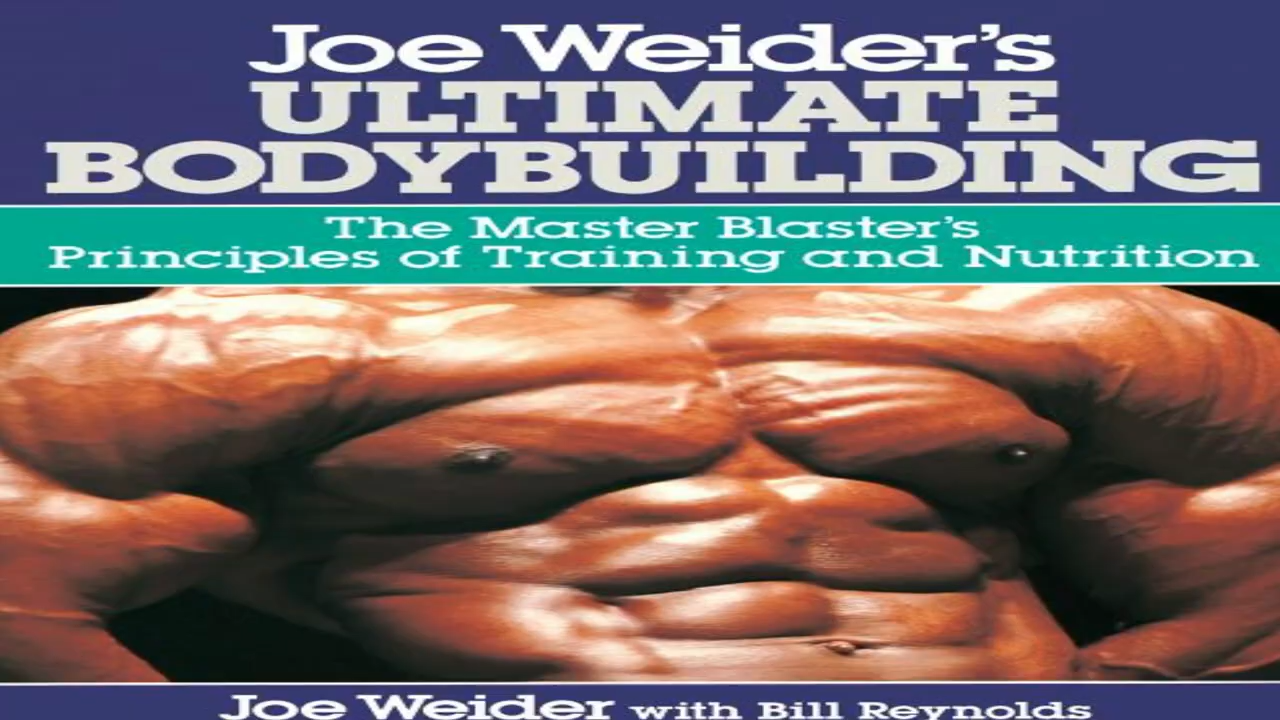 Joe Weider's
ULTIMATE
BODYBUILDING
The Master Blaster's
Principles of Training and Nutrition
Joe Weider with Bill Reynolds